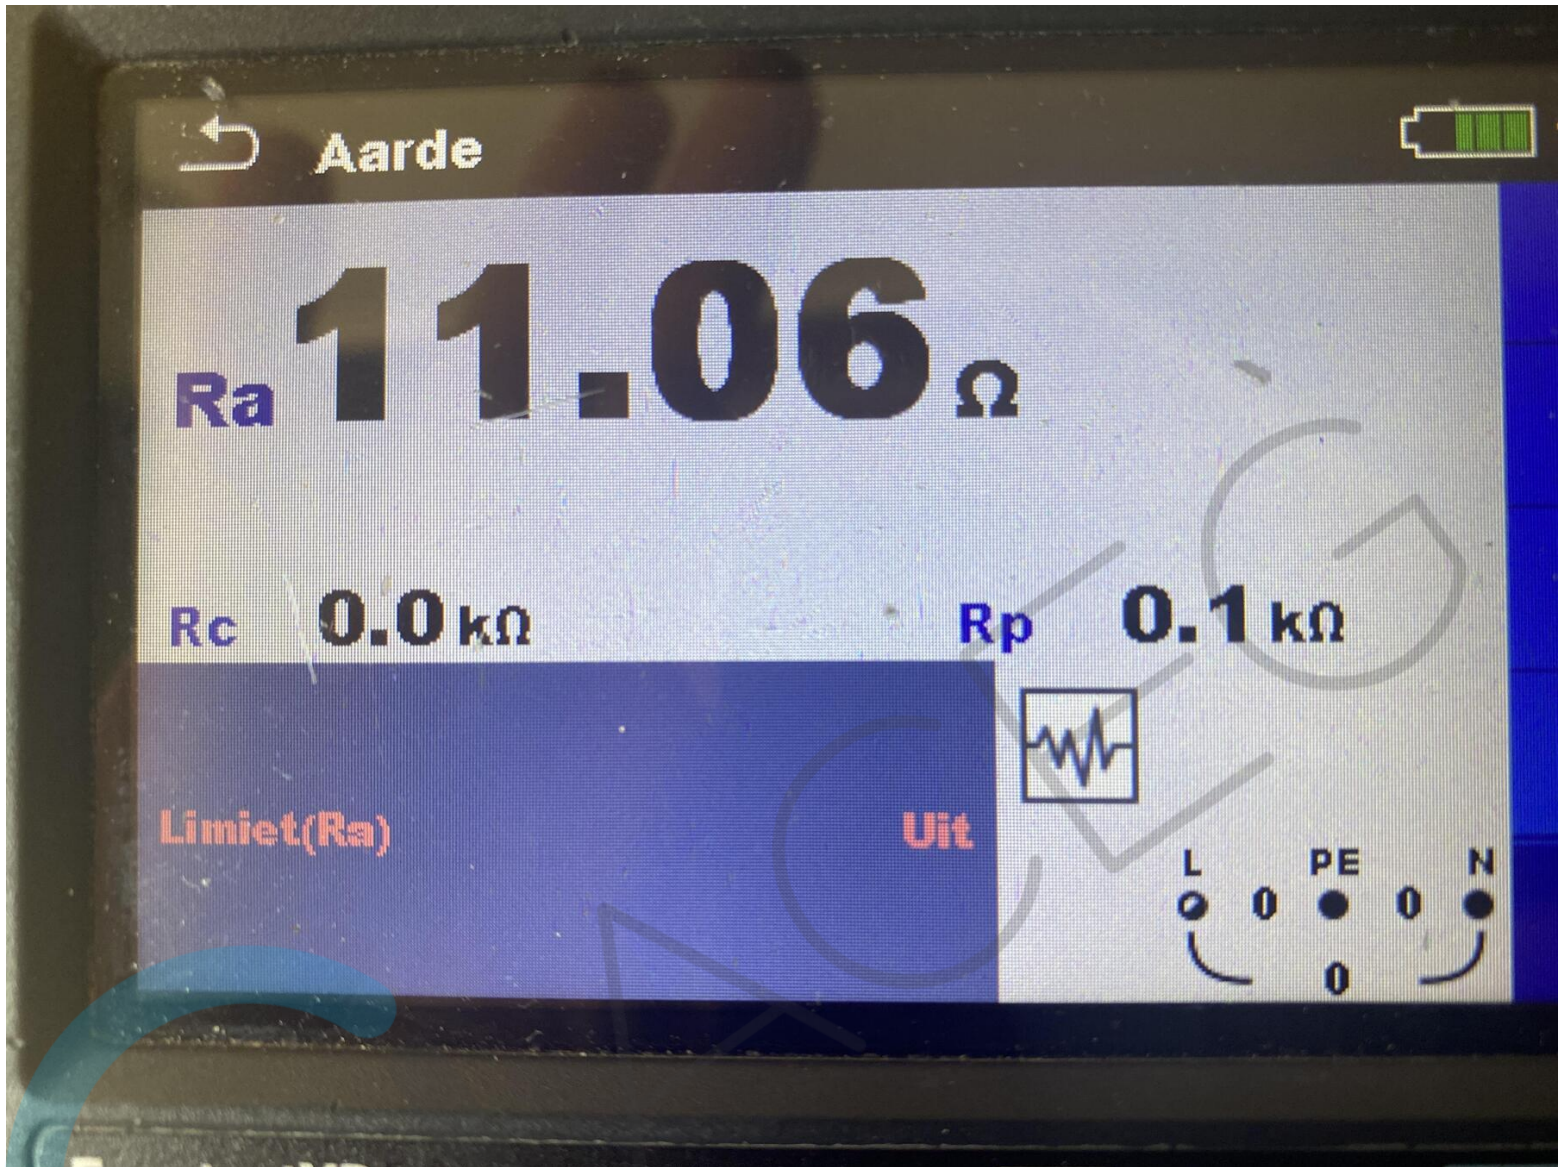 Aarde
Ra 11.06 Ω
Rc 0.0 kΩ Rp 0.1 kΩ
Limiet(Ra) Uit
L PE N
0 0
0
ACEG